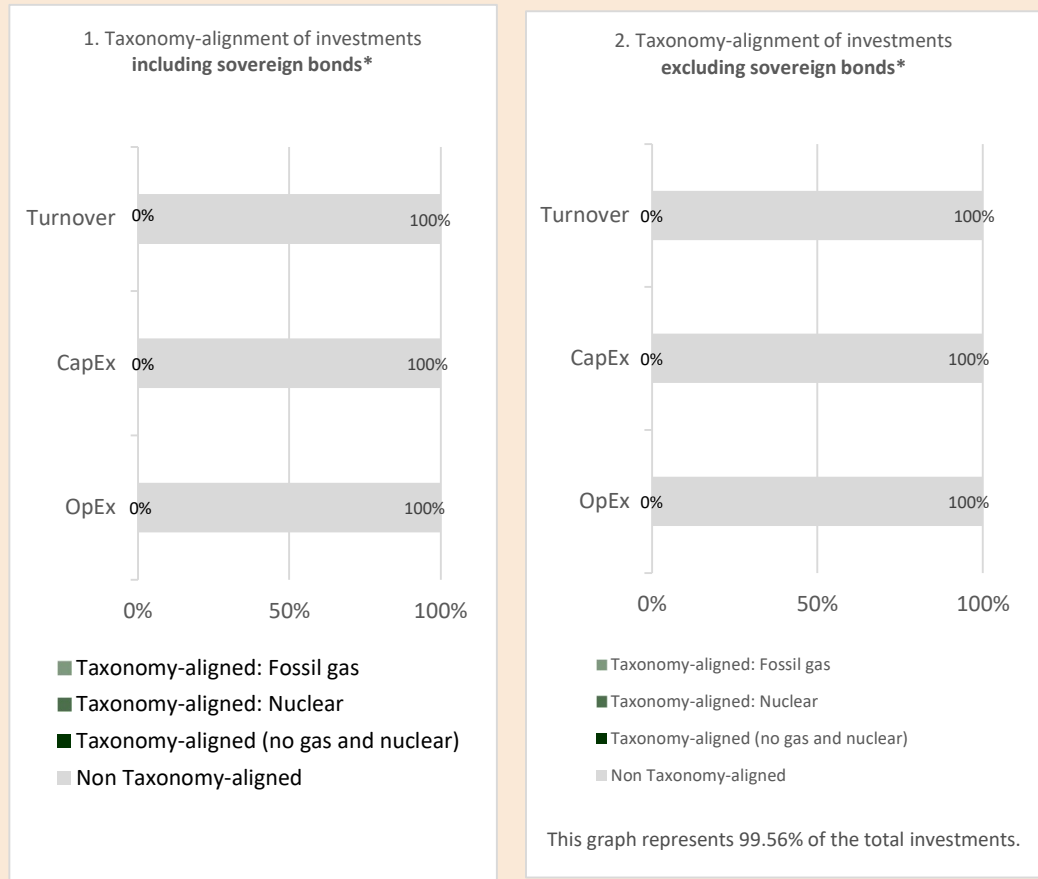 1. Taxonomy-alignment of investments
including sovereign bonds*
Turnover 0% 100%
CapEx 0% 100%
OpEx 0% 100%
0% 50% 100%
Taxonomy-aligned: Fossil gas
Taxonomy-aligned: Nuclear
Taxonomy-aligned (no gas and nuclear)
Non Taxonomy-aligned
2. Taxonomy-alignment of investments
excluding sovereign bonds*
Turnover 0% 100%
CapEx 0% 100%
OpEx 0% 100%
0% 50% 100%
Taxonomy-aligned: Fossil gas
Taxonomy-aligned: Nuclear
Taxonomy-aligned (no gas and nuclear)
Non Taxonomy-aligned
This graph represents 99.56% of the total investments.